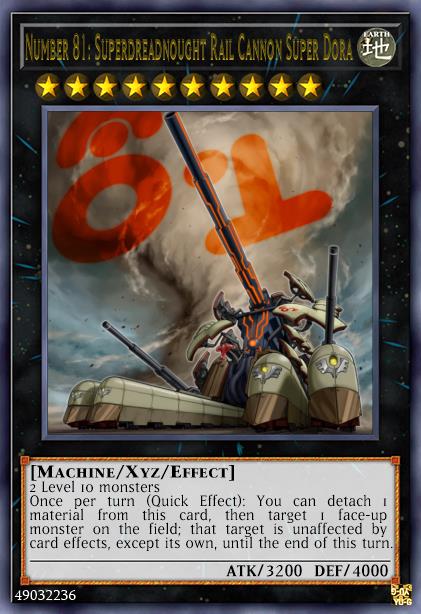 Number 81: Superdreadnought Rail Cannon Super Dora
EARTH
地
81
81
[Machine/Xyz/Effect]
2 Level 10 monsters
Once per turn (Quick Effect): You can detach 1
material from this card, then target 1 face-up
monster on the field; that target is unaffected by
card effects, except its own, until the end of this turn.
ATK/3200 DEF/4000
49032236